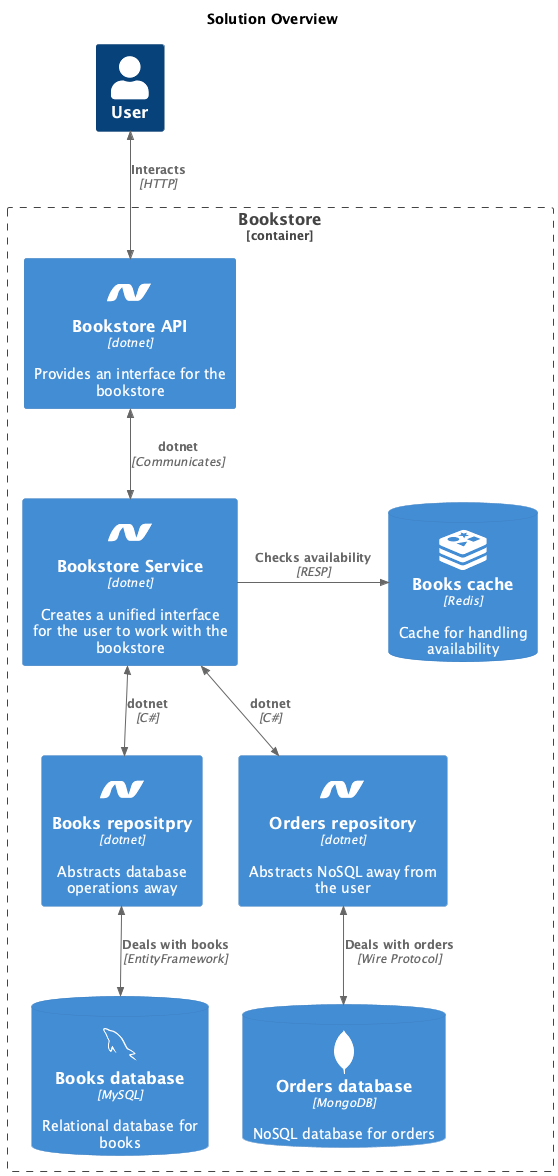 Solution Overview
User
Interacts
[HTTP]
Bookstore
[container]
Bookstore API
[dotnet]
Provides an interface for the
bookstore
dotnet
[Communicates]
Bookstore Service
[dotnet]
Creates a unified interface
for the user to work with the
bookstore
Checks availability
[RESP]
Books cache
[Redis]
Cache for handling
availability
dotnet
[C#]
dotnet
[C#]
Books repositpry
[dotnet]
Abstracts database
operations away
Orders repository
[dotnet]
Abstracts NoSQL away from
the user
Deals with books
[EntityFramework]
Deals with orders
[Wire Protocol]
Books database
[MySQL]
Relational database for
books
Orders database
[MongoDB]
NoSQL database for orders